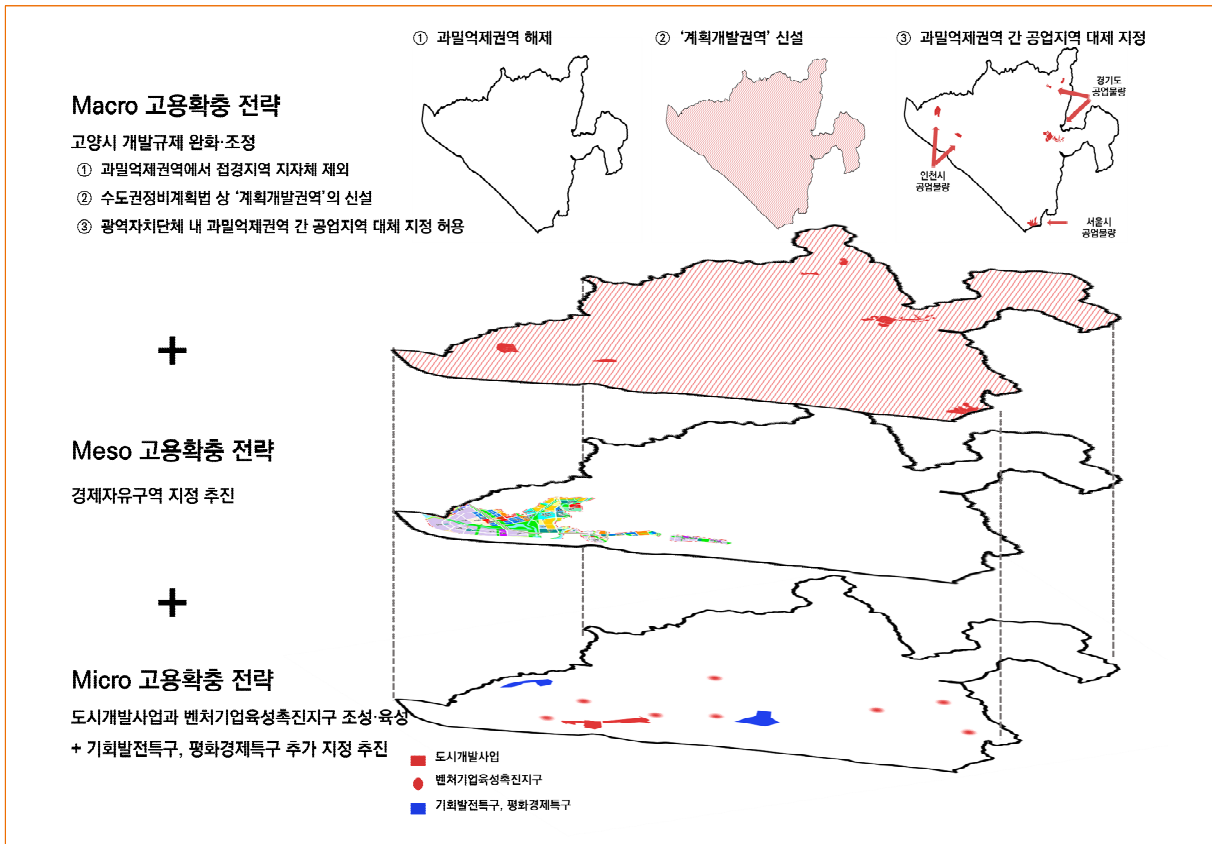 ① 과밀억제권역 해제
② ‘계획개발권역’ 신설
③ 과밀억제권역 간 공업지역 대체 지정
경기도
공업물량
인천시
공업물량
서울시
공업물량
Macro 고용확충 전략
고양시 개발규제 완화·조정
① 과밀억제권역에서 접경지역 지자체 제외
② 수도권정비계획법 상 ‘계획개발권역’의 신설
③ 광역자치단체 내 과밀억제권역 간 공업지역 대체 지정 허용
+
Meso 고용확충 전략
경제자유구역 지정 추진
+
Micro 고용확충 전략
도시개발사업과 벤처기업육성촉진지구 조성·육성
+ 기회발전특구, 평화경제특구 추가 지정 추진
도시개발사업
벤처기업육성촉진지구
기회발전특구, 평화경제특구